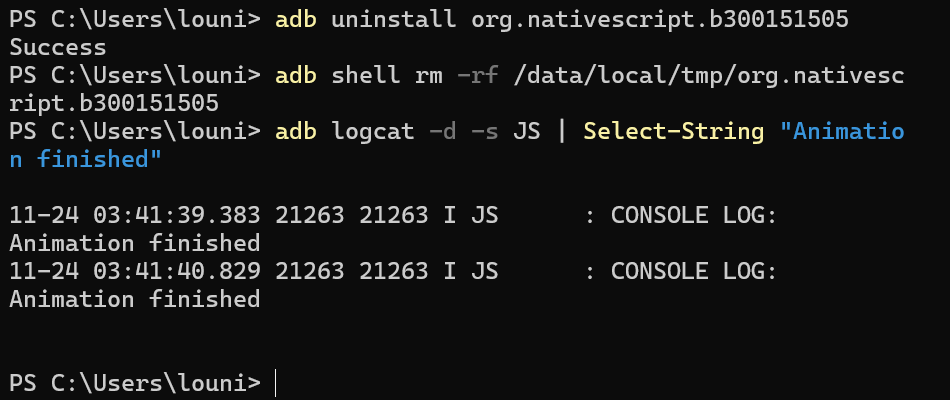 PS C:\Users\louni> adb uninstall org.nativescript.b300151505
Success
PS C:\Users\louni> adb shell rm -rf /data/local/tmp/org.nativesc
ript.b300151505
PS C:\Users\louni> adb logcat -d -s JS | Select-String "Animatio
n finished"
11-24 03:41:39.383 21263 21263 I JS      : CONSOLE LOG:
Animation finished
11-24 03:41:40.829 21263 21263 I JS      : CONSOLE LOG:
Animation finished
PS C:\Users\louni>